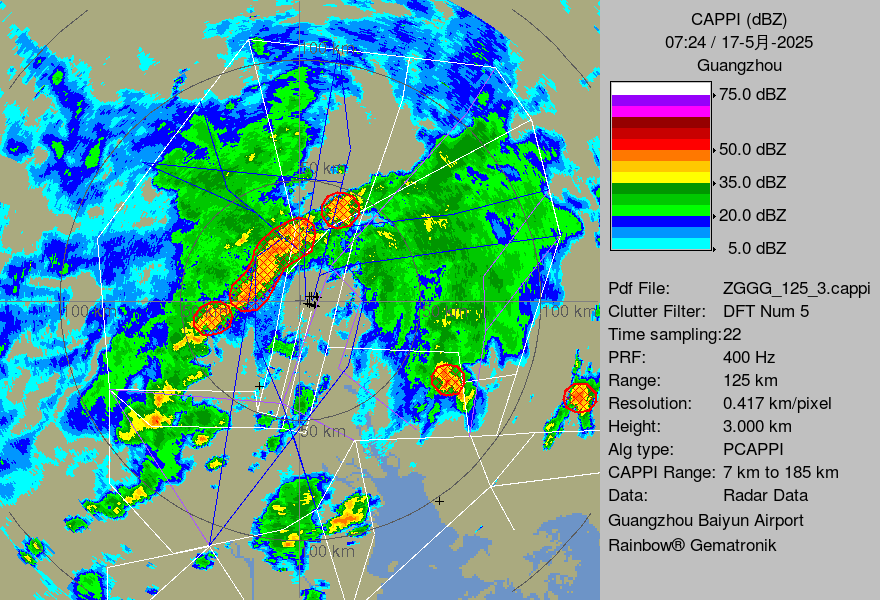 CAPPI (dBZ)
07:24 / 17-5月-2025
Guangzhou
75.0 dBZ
50.0 dBZ
35.0 dBZ
20.0 dBZ
5.0 dBZ
Pdf File: ZGGG_125_3.cappi
Clutter Filter: DFT Num 5
Time sampling:22
PRF: 400 Hz
Range: 125 km
Resolution: 0.417 km/pixel
Height: 3.000 km
Alg type: PCAPPI
CAPPI Range: 7 km to 185 km
Data: Radar Data
Guangzhou Baiyun Airport
Rainbow® Gematronik
100 km
50 km
100 km
100 km
50 km
100 km